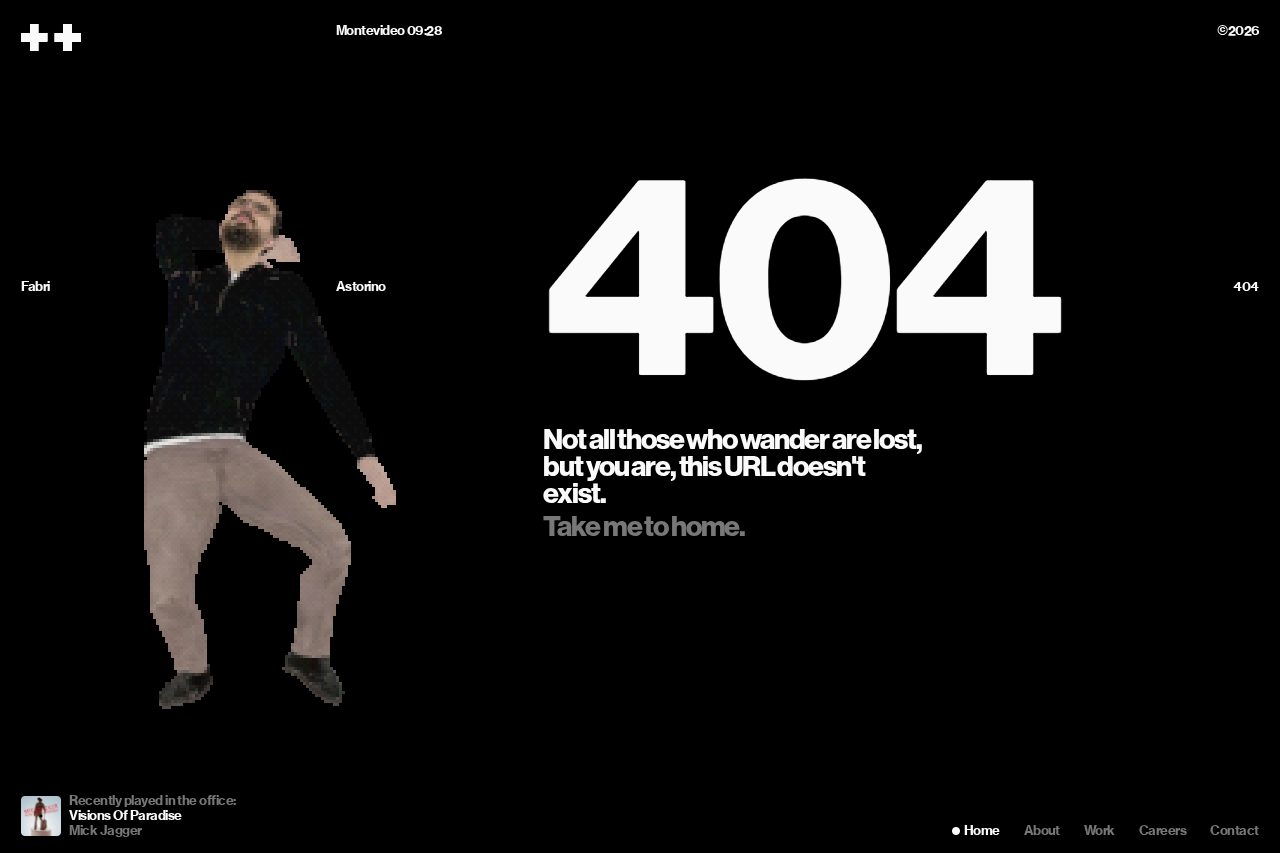 ++
Montevideo 09:28
©2026
404
Fabri
Astorino
404
Not all those who wander are lost,
but you are, this URL doesn't
exist.
Take me to home.
Recently played in the office:
Visions Of Paradise
Mick Jagger
Home
About
Work
Careers
Contact